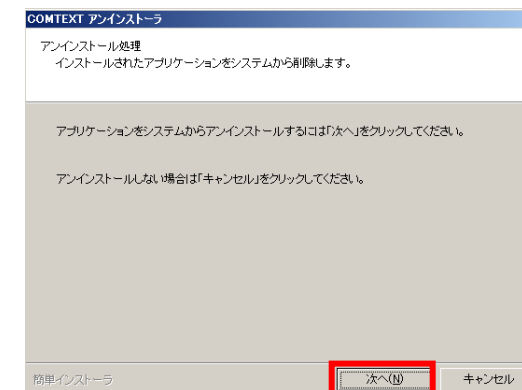 COMTEXT アンインストーラ
アンインストール処理
インストールされたアプリケーションをシステムから削除します。
アプリケーションをシステムからアンインストールするには「次へ」をクリックしてください。
アンインストールしない場合は「キャンセル」をクリックしてください。
簡単インストーラ
次へ(N)
キャンセル